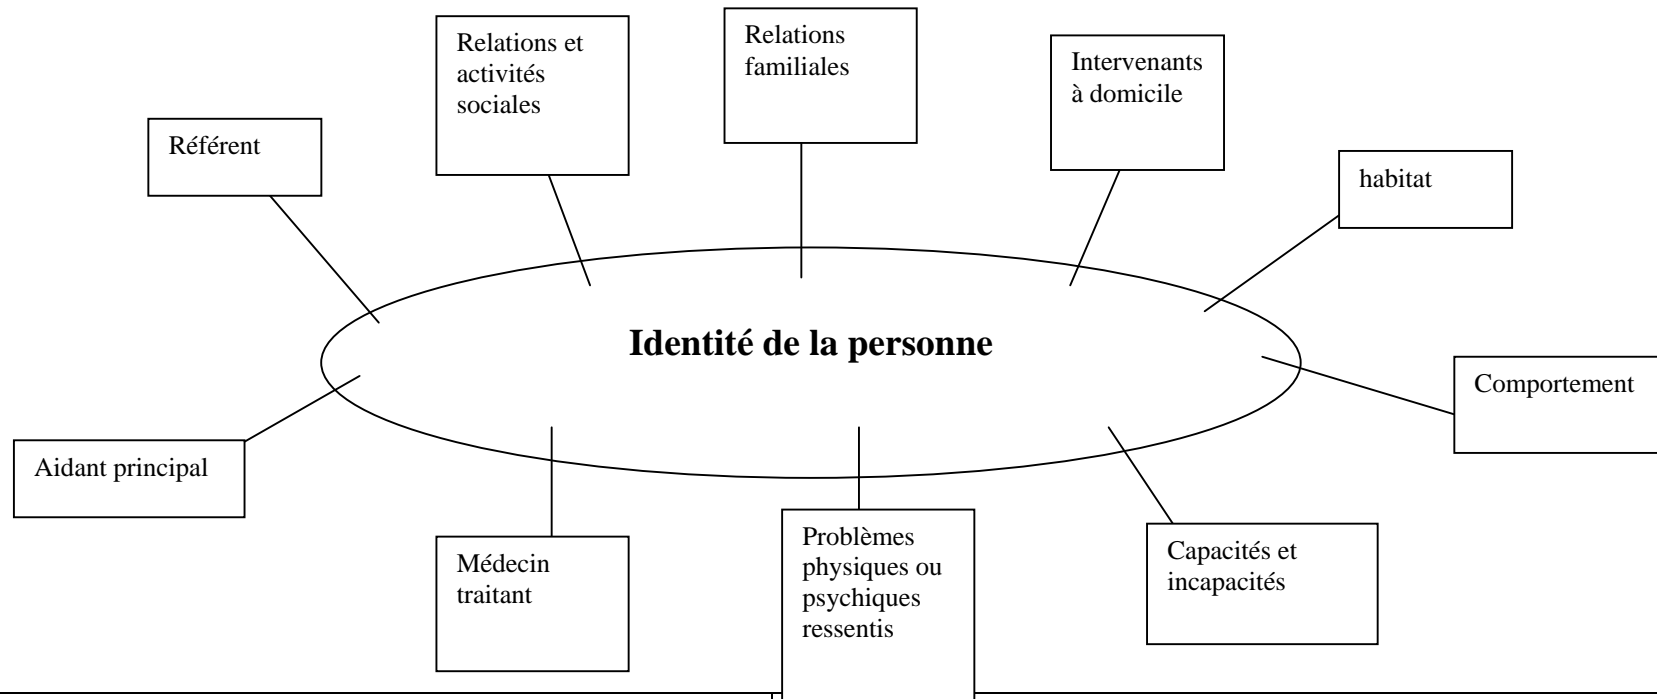 Relations et
activités
sociales
Relations
familiales
Intervenants
à domicile
Référent
habitat
Identité de la personne
Comportement
Aidant principal
Médecin
traitant
Problèmes
physiques ou
psychiques
ressentis
Capacités et
incapacités